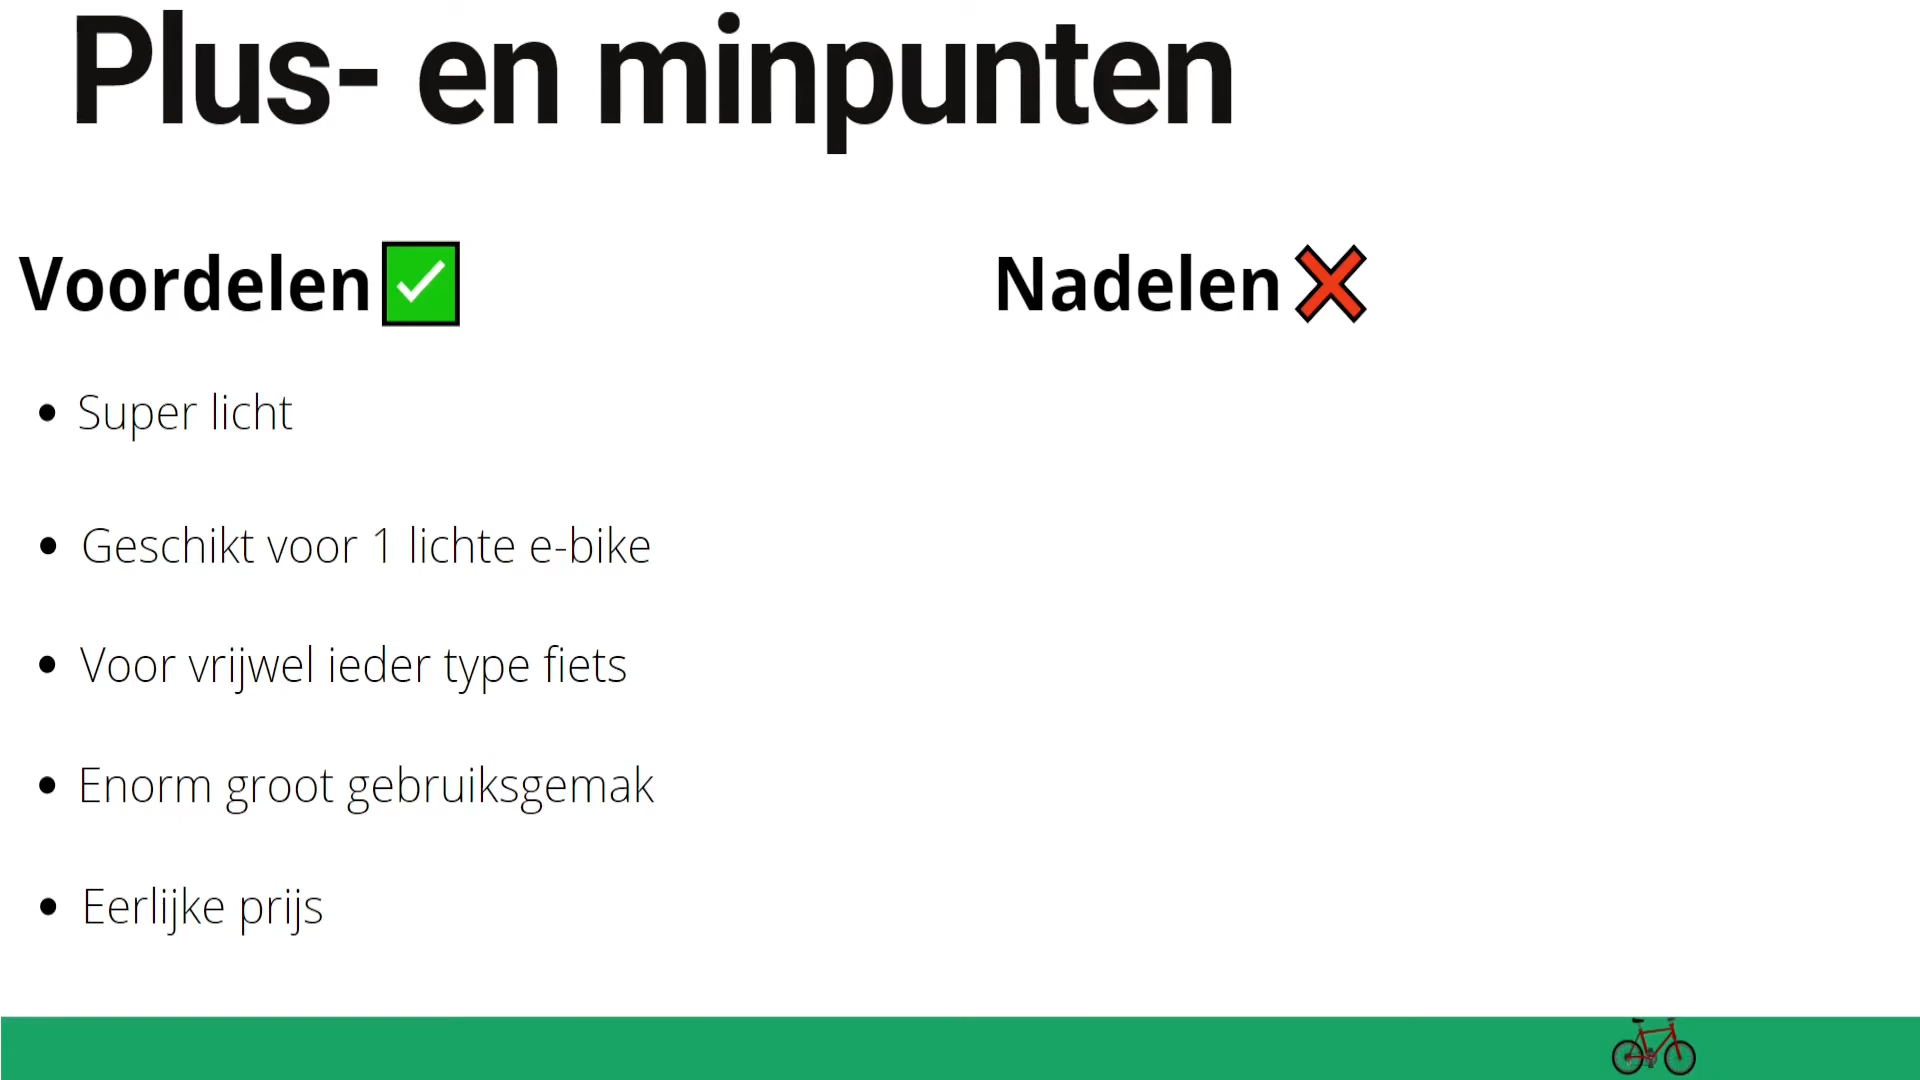 Plus- en minpunten
Voordelen
Super licht
Geschikt voor 1 lichte e-bike
Voor vrijwel ieder type fiets
Enorm groot gebruiksgemak
Eerlijke prijs
Nadelen